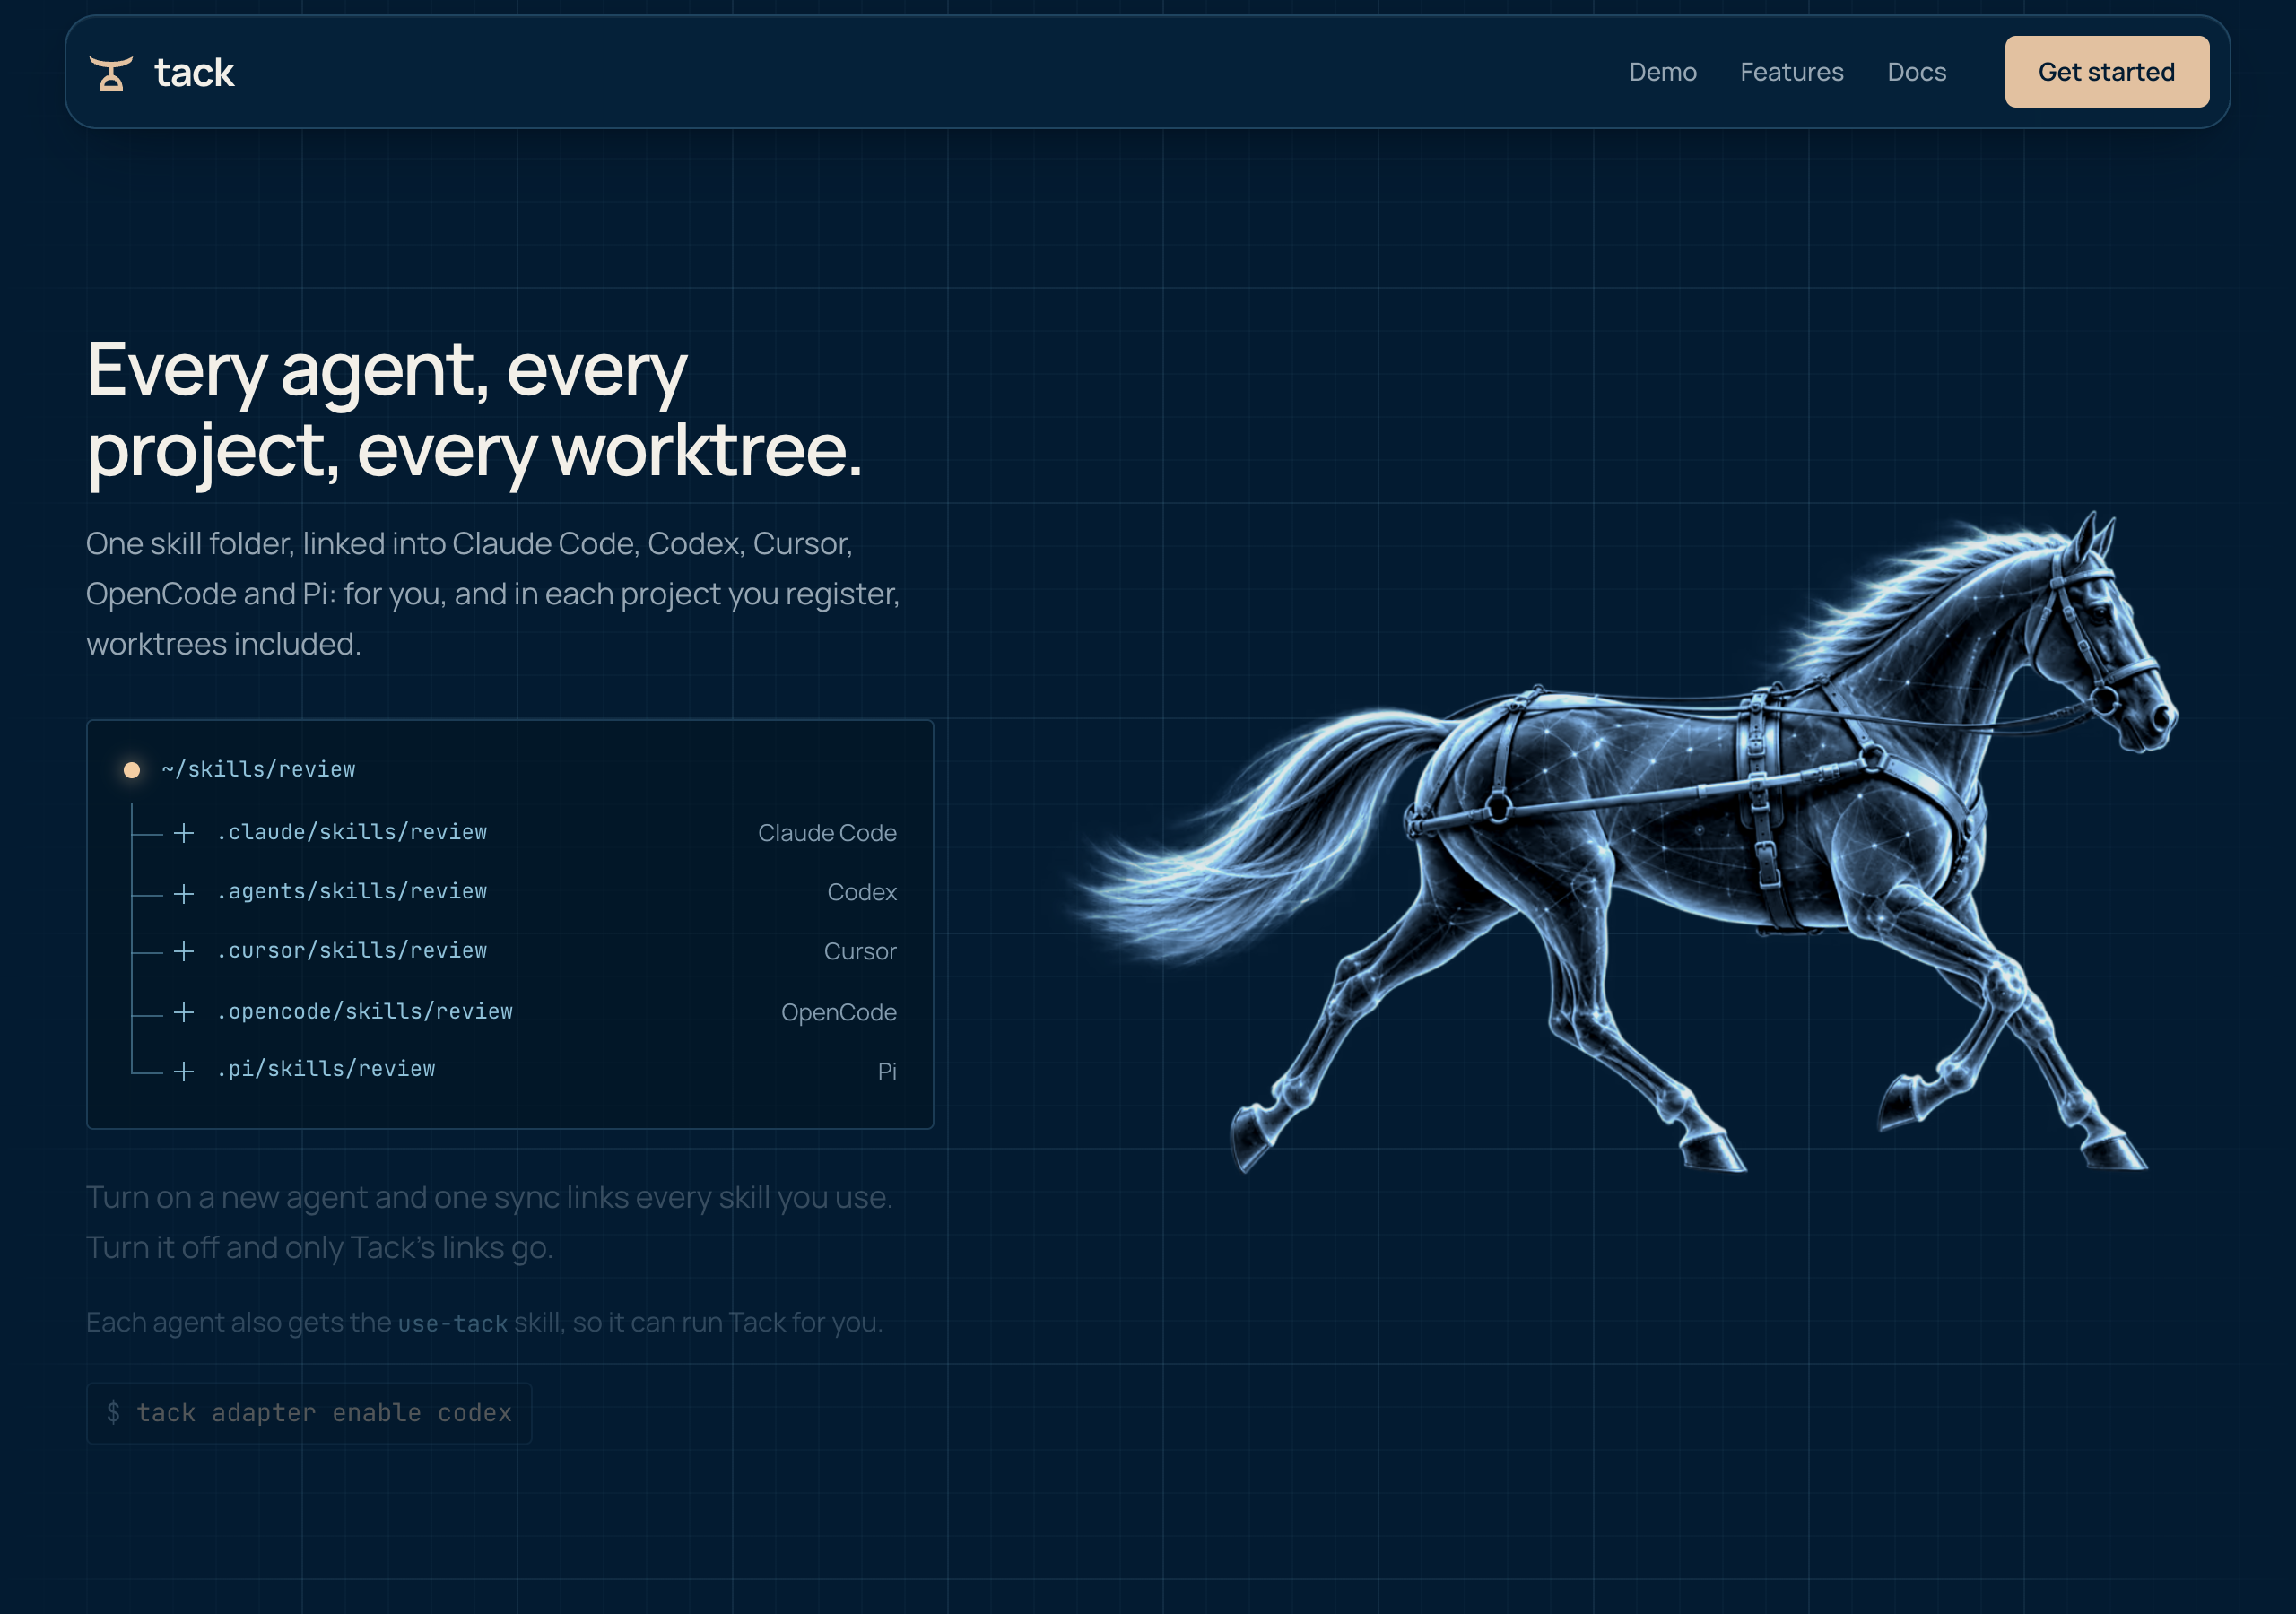 tack
Demo Features Docs Get started
Every agent, every
project, every worktree.
One skill folder, linked into Claude Code, Codex, Cursor,
OpenCode and Pi: for you, and in each project you register,
worktrees included.
~/skills/review
.claude/skills/review Claude Code
.agents/skills/review Codex
.cursor/skills/review Cursor
.opencode/skills/review OpenCode
.pi/skills/review Pi
Turn on a new agent and one sync links every skill you use.
Turn it off and only Tack’s links go.
Each agent also gets the use-tack skill, so it can run Tack for you.
$ tack adapter enable codex